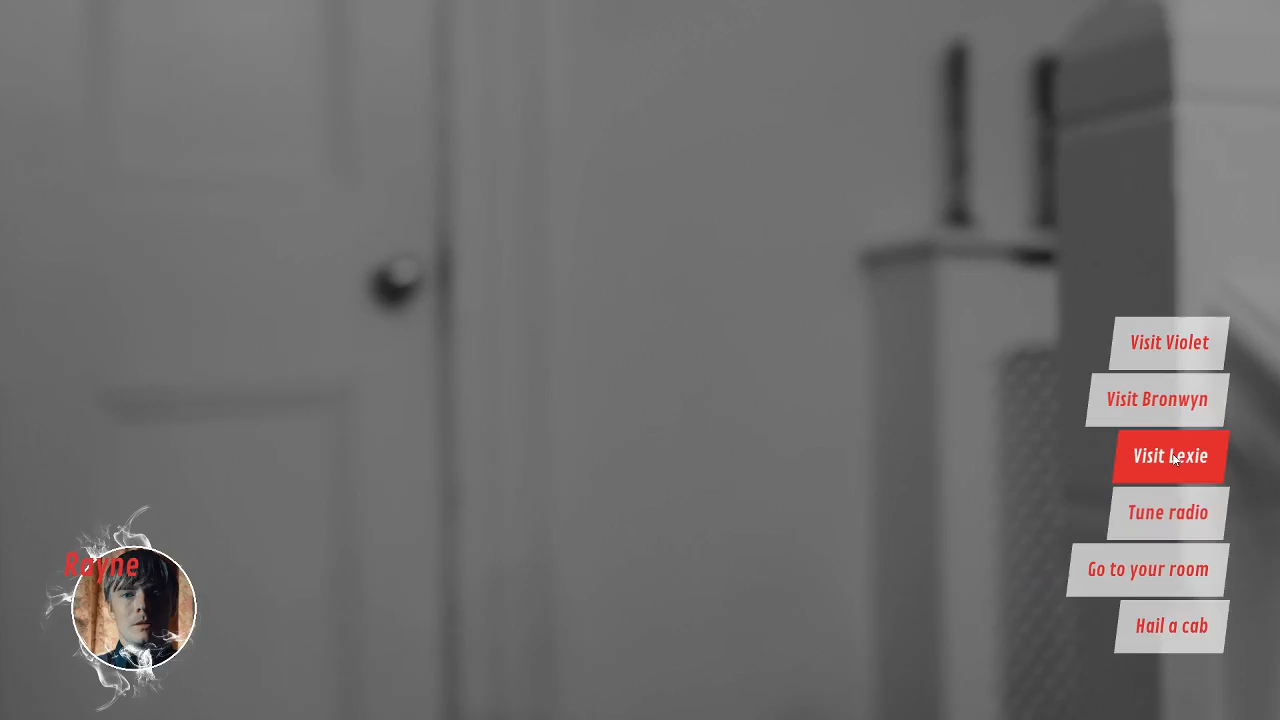 Visit Violet
Visit Bronwyn
Visit Lexie
Tune radio
Go to your room
Hail a cab
Rayne